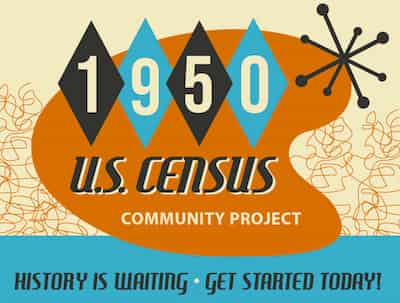 1950
U.S. CENSUS
COMMUNITY PROJECT
HISTORY IS WAITING • GET STARTED TODAY!